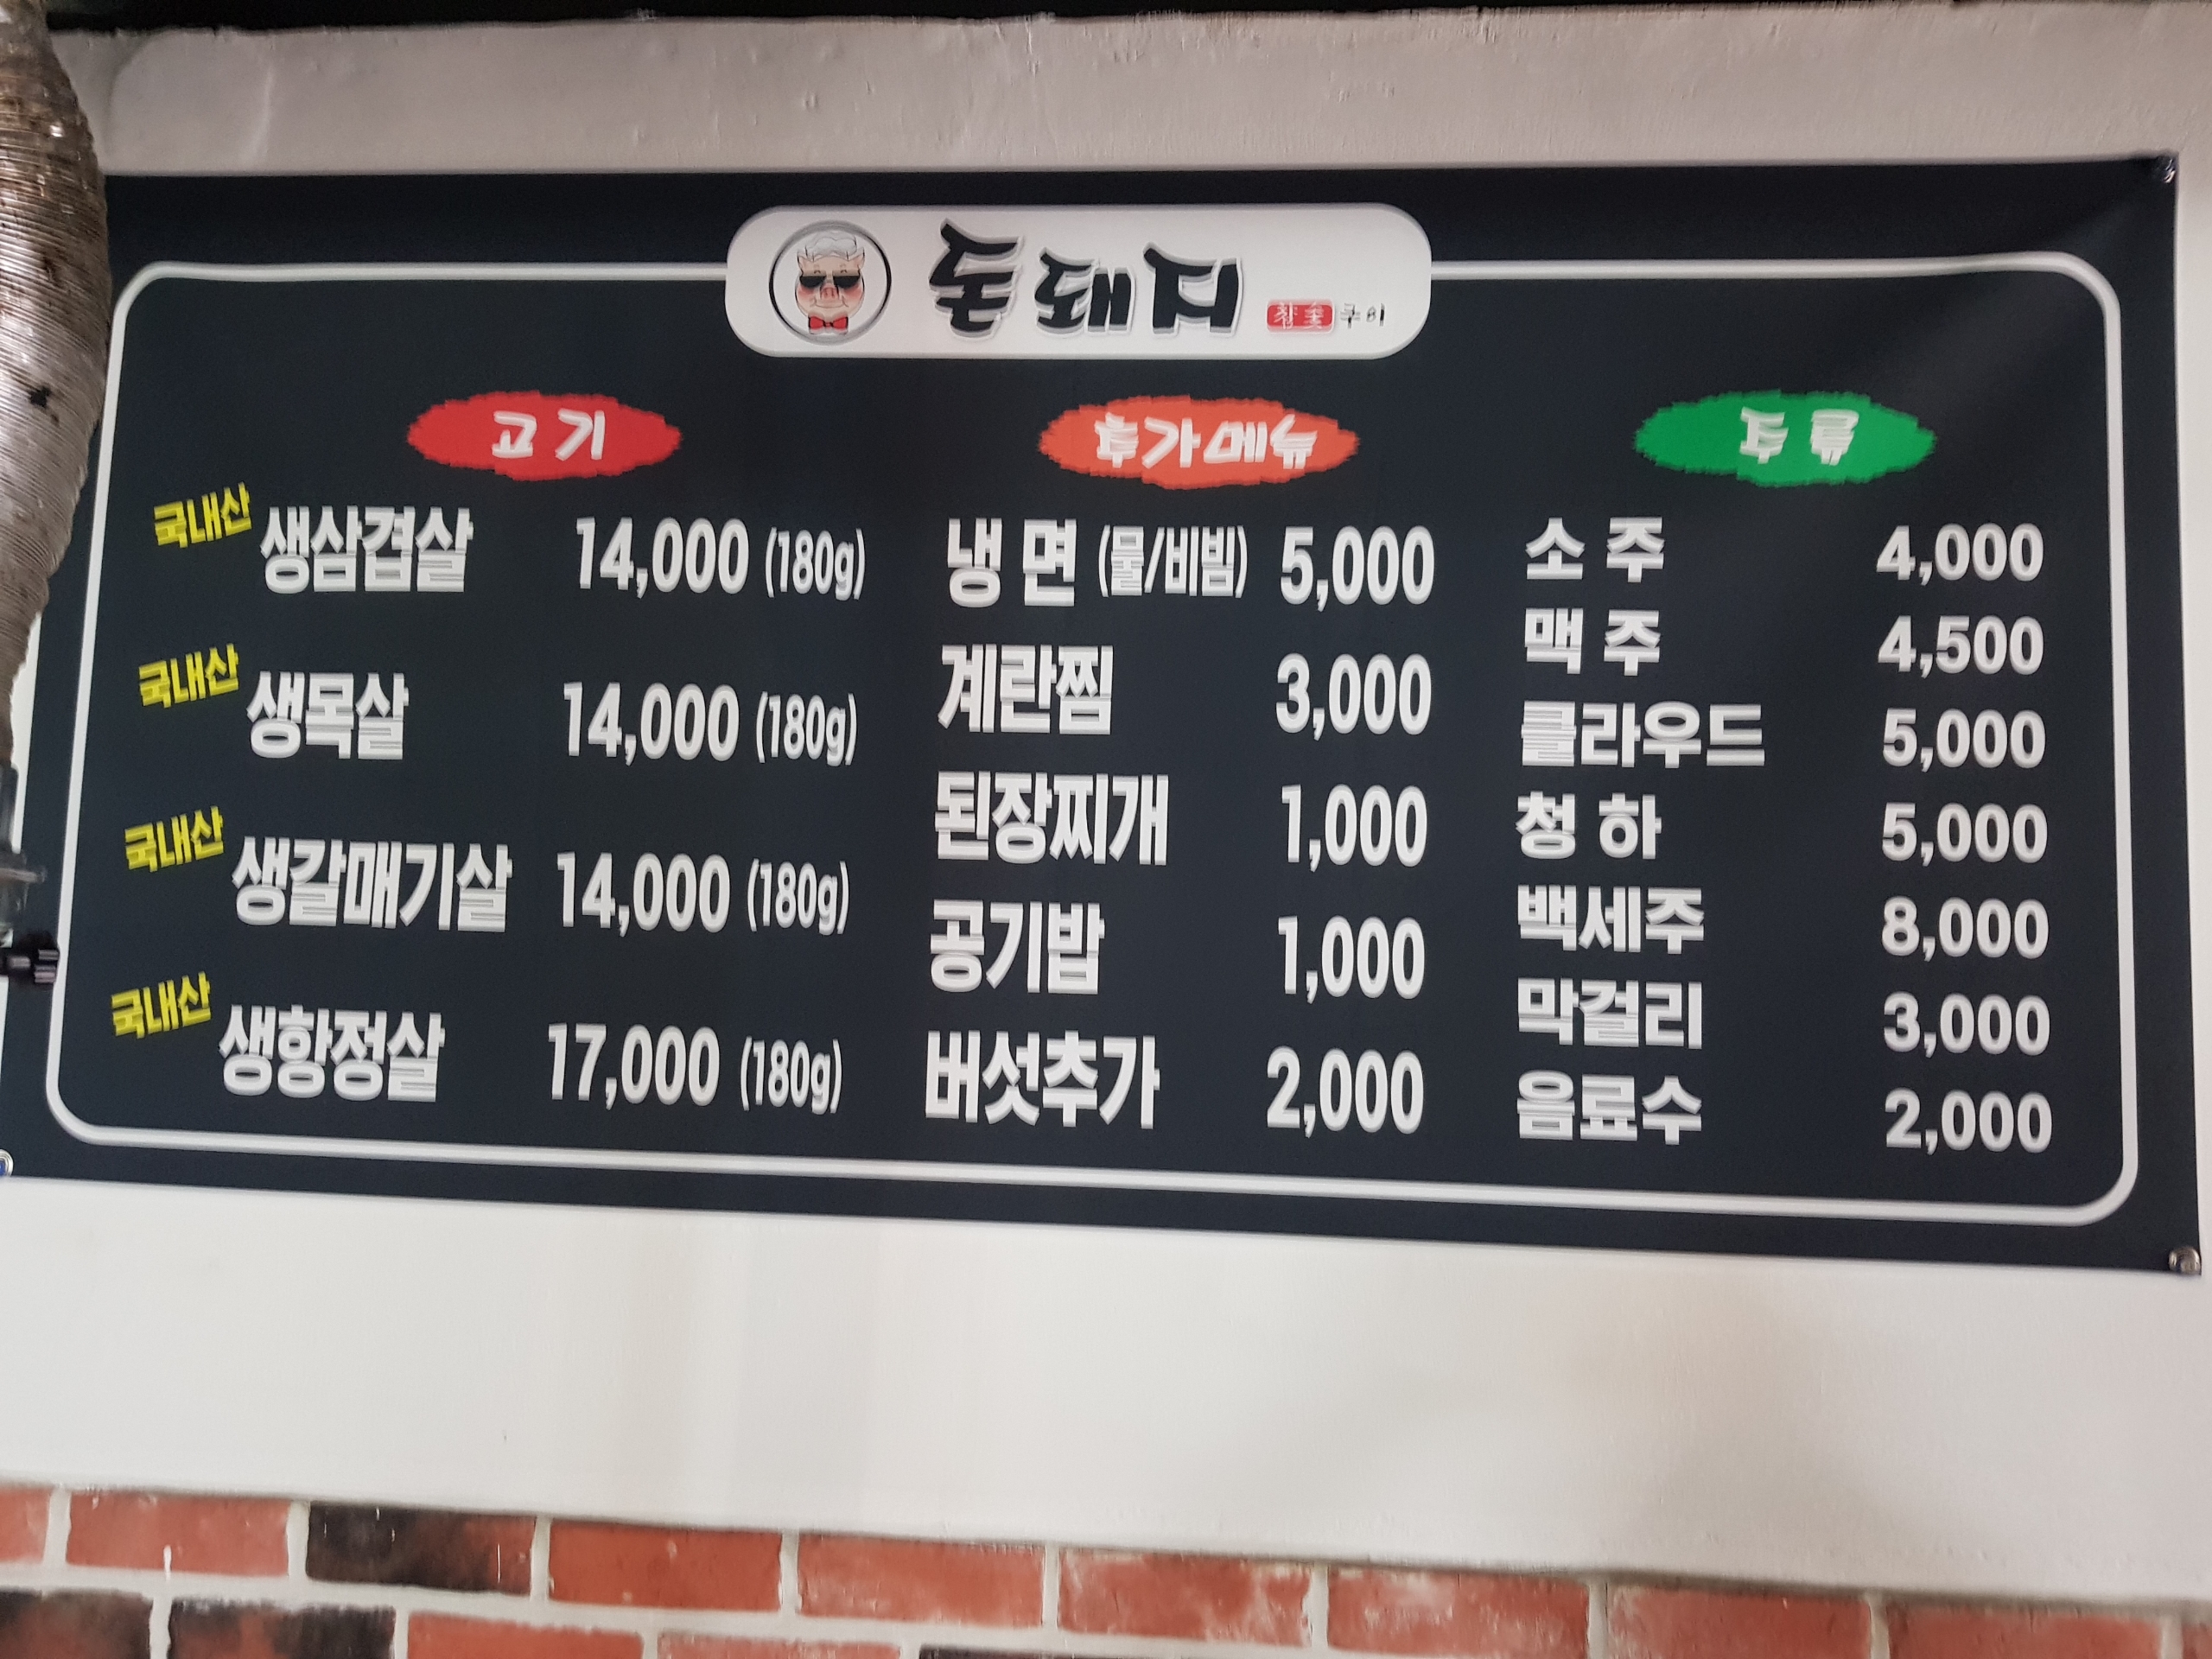 돈돼지 참숯구이
고기
국내산 생삼겹살 14,000 (180g)
국내산 생목살 14,000 (180g)
국내산 생갈매기살 14,000 (180g)
국내산 생항정살 17,000 (180g)
추가메뉴
냉면 (물/비빔) 5,000
계란찜 3,000
된장찌개 1,000
공기밥 1,000
버섯추가 2,000
주류
소주 4,000
맥주 4,500
클라우드 5,000
청하 5,000
백세주 8,000
막걸리 3,000
음료수 2,000